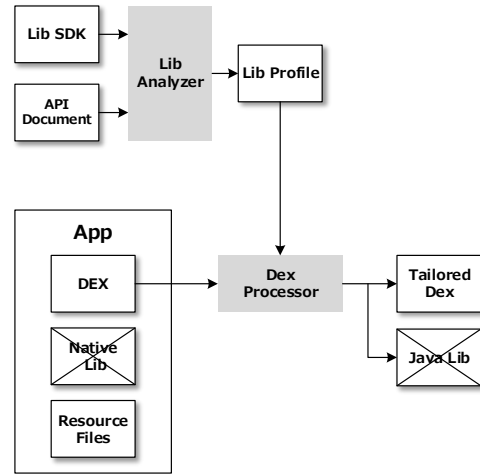 Lib SDK
Lib
Analyzer
Lib Profile
API
Document
App
DEX
Dex
Processor
Tailored
Dex
Native
Lib
Java Lib
Resource
Files